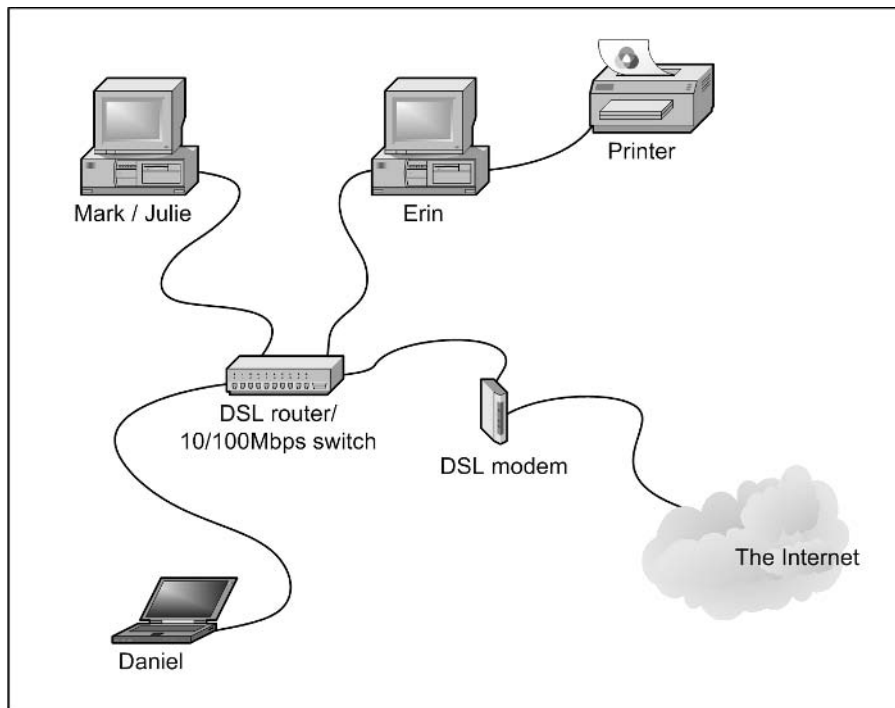 Printer
Mark / Julie
Erin
DSL router/
10/100Mbps switch
DSL modem
The Internet
Daniel